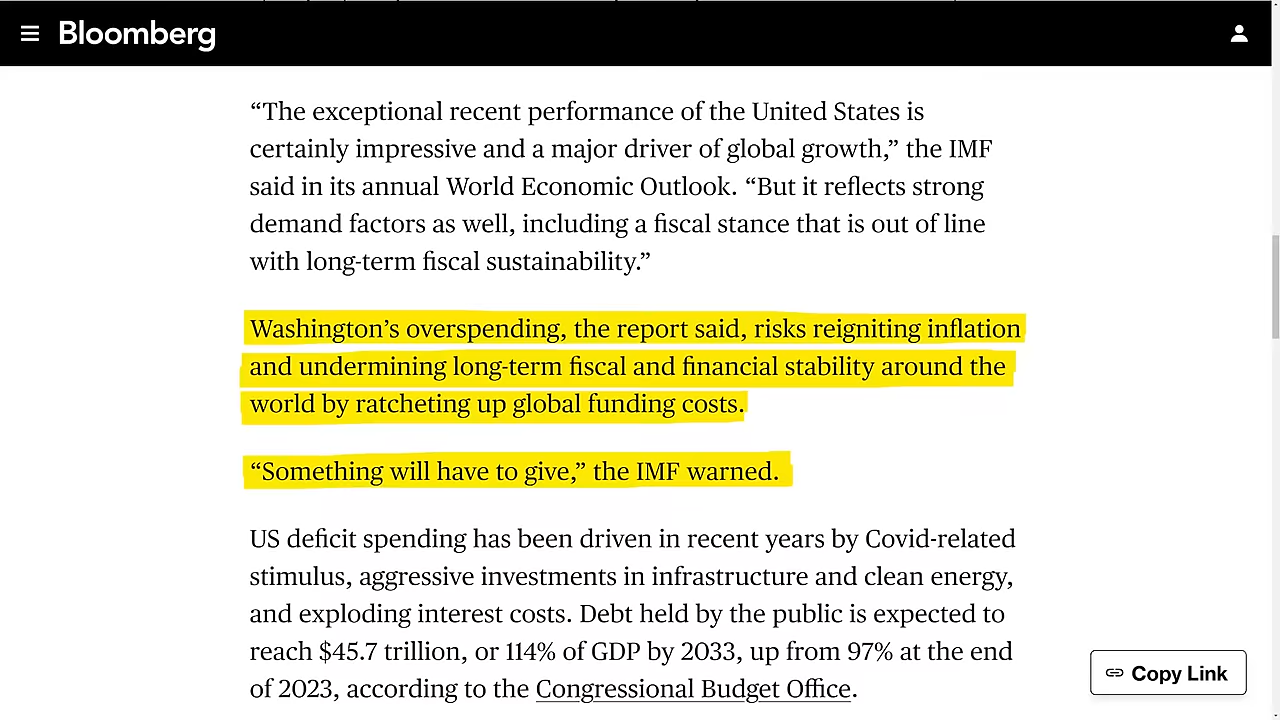 Bloomberg
“The exceptional recent performance of the United States is
certainly impressive and a major driver of global growth,” the IMF
said in its annual World Economic Outlook. “But it reflects strong
demand factors as well, including a fiscal stance that is out of line
with long-term fiscal sustainability.”
Washington’s overspending, the report said, risks reigniting inflation
and undermining long-term fiscal and financial stability around the
world by ratcheting up global funding costs.
“Something will have to give,” the IMF warned.
US deficit spending has been driven in recent years by Covid-related
stimulus, aggressive investments in infrastructure and clean energy,
and exploding interest costs. Debt held by the public is expected to
reach $45.7 trillion, or 114% of GDP by 2033, up from 97% at the end
of 2023, according to the Congressional Budget Office.
Copy Link